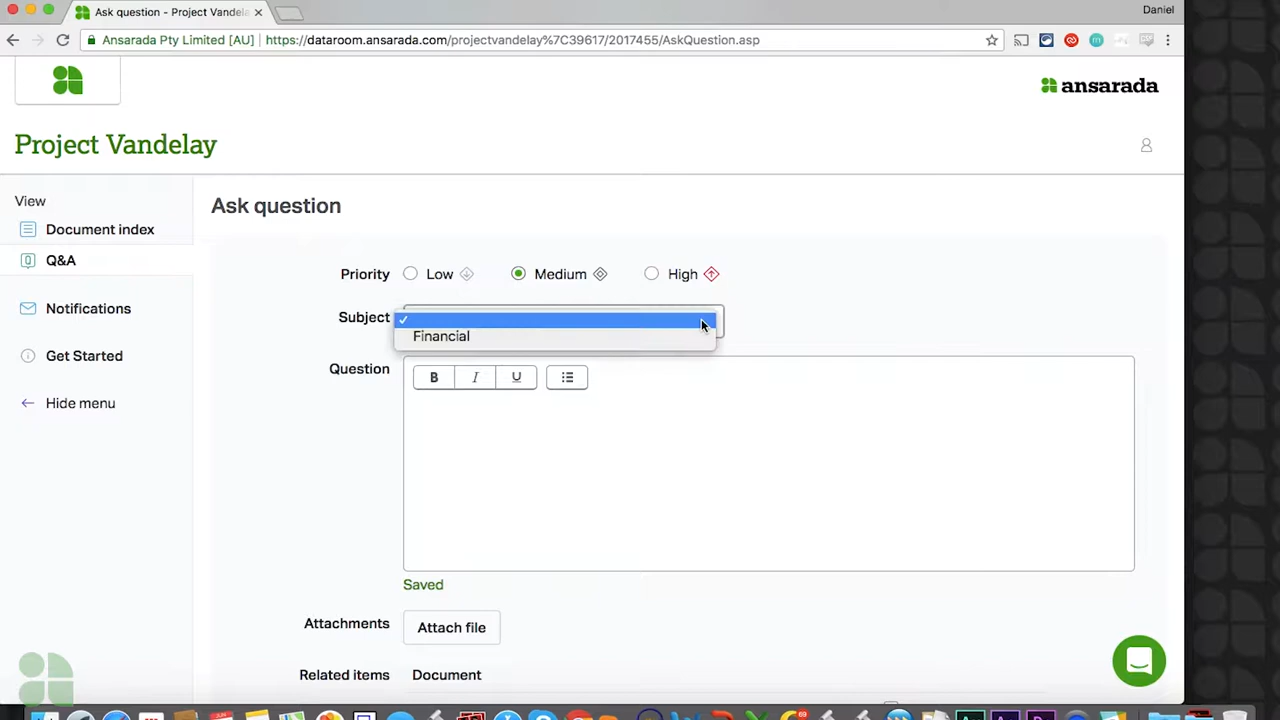 Ask question - Project Vandela
Daniel
Ansarada Pty Limited [AU] | https://dataroom.ansarada.com/projectvandelay%7C39617/2017455/AskQuestion.asp
ansarada
Project Vandelay
View
Document index
Q&A
Notifications
Get Started
Hide menu
Ask question
Priority Low Medium High
Subject
Financial
Question
B I U
Saved
Attachments Attach file
Related items Document